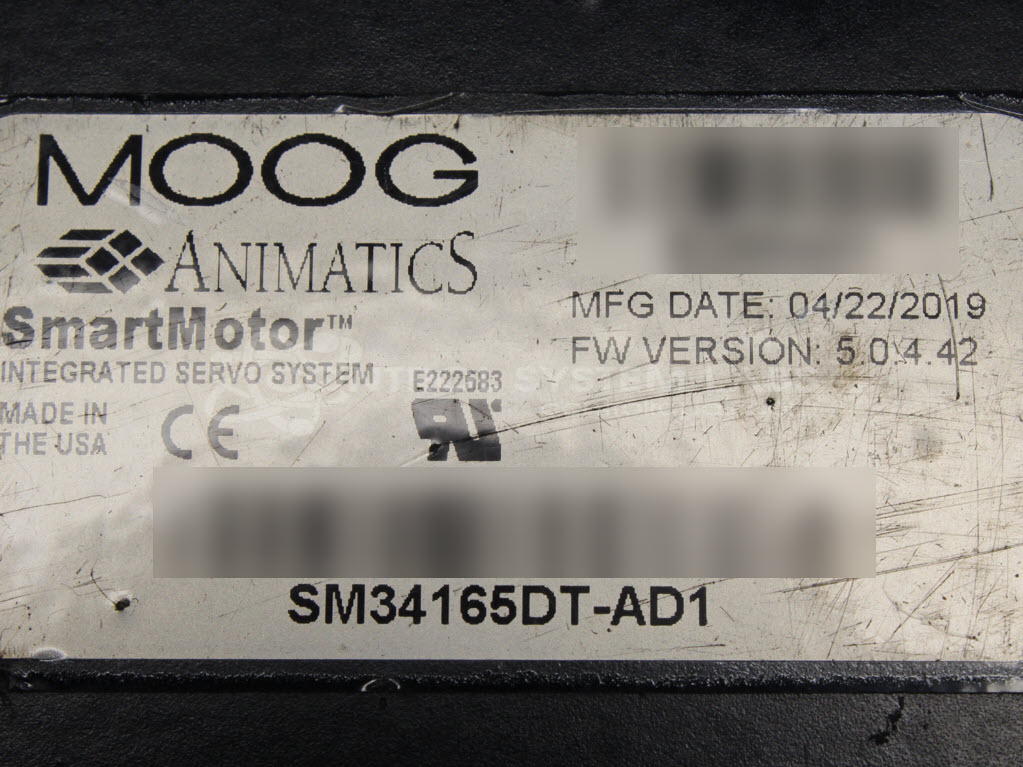 MOOG
ANIMATICS
SmartMotor™
INTEGRATED SERVO SYSTEM
MADE IN
THE USA
CE
E222683
MFG DATE: 04/22/2019
FW VERSION: 5.0.4.42
SM34165DT-AD1